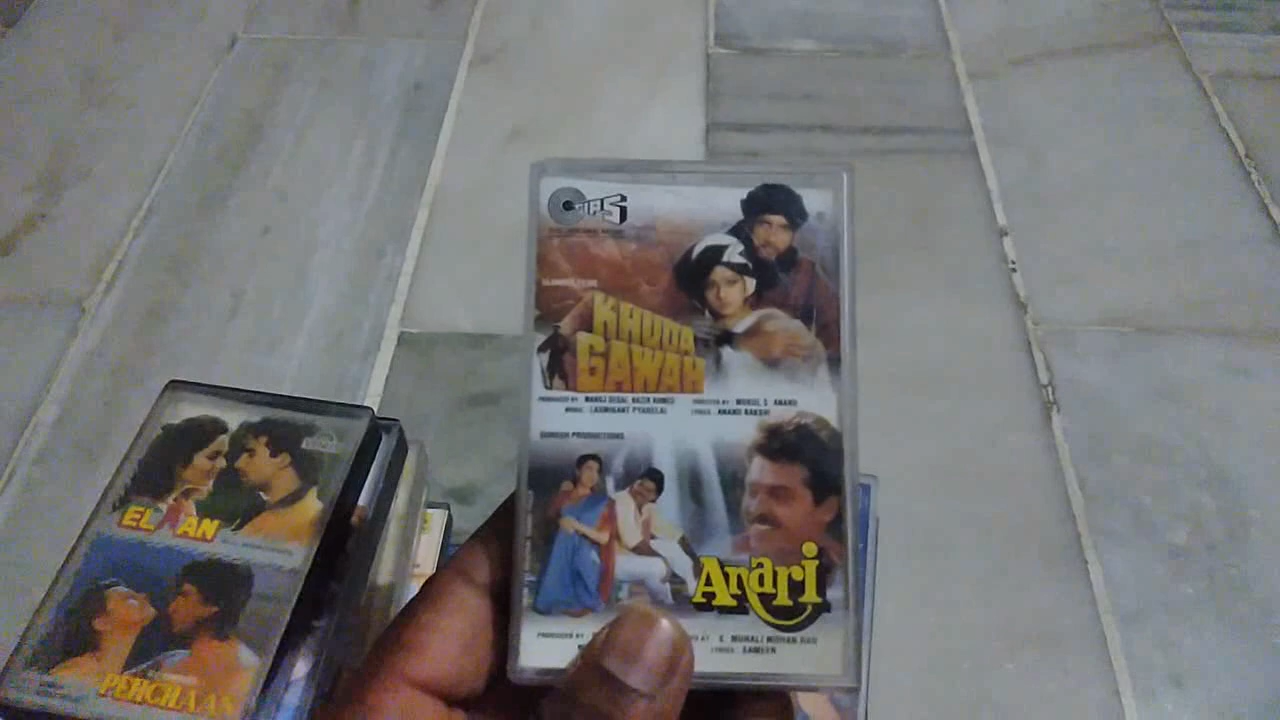 TIPS
KHUDA
GAWAH
PRODUCED BY : MANOJ DESAI, NAZIR AHMED
DIRECTED BY : MUKUL S. ANAND
MUSIC : LAXMIKANT PYARELAL
LYRICS : ANAND BAKSHI
SURESH PRODUCTIONS
Anari
PRODUCED BY :
K. MURALI MOHAN RAO
LYRICS : SAMEER
ELAAN
PEHCHAAN